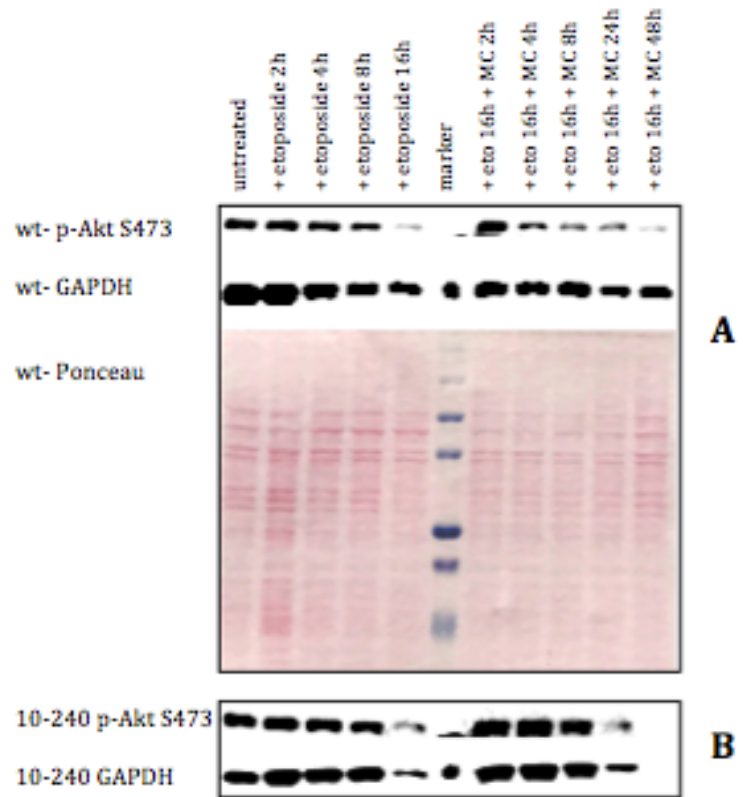 untreated
+ etoposide 2h
+ etoposide 4h
+ etoposide 8h
+ etoposide 16h
marker
+ eto 16h + MC 2h
+ eto 16h + MC 4h
+ eto 16h + MC 8h
+ eto 16h + MC 24h
+ eto 16h + MC 48h
wt- p-Akt S473
wt- GAPDH
A
wt- Ponceau
10-240 p-Akt S473
B
10-240 GAPDH